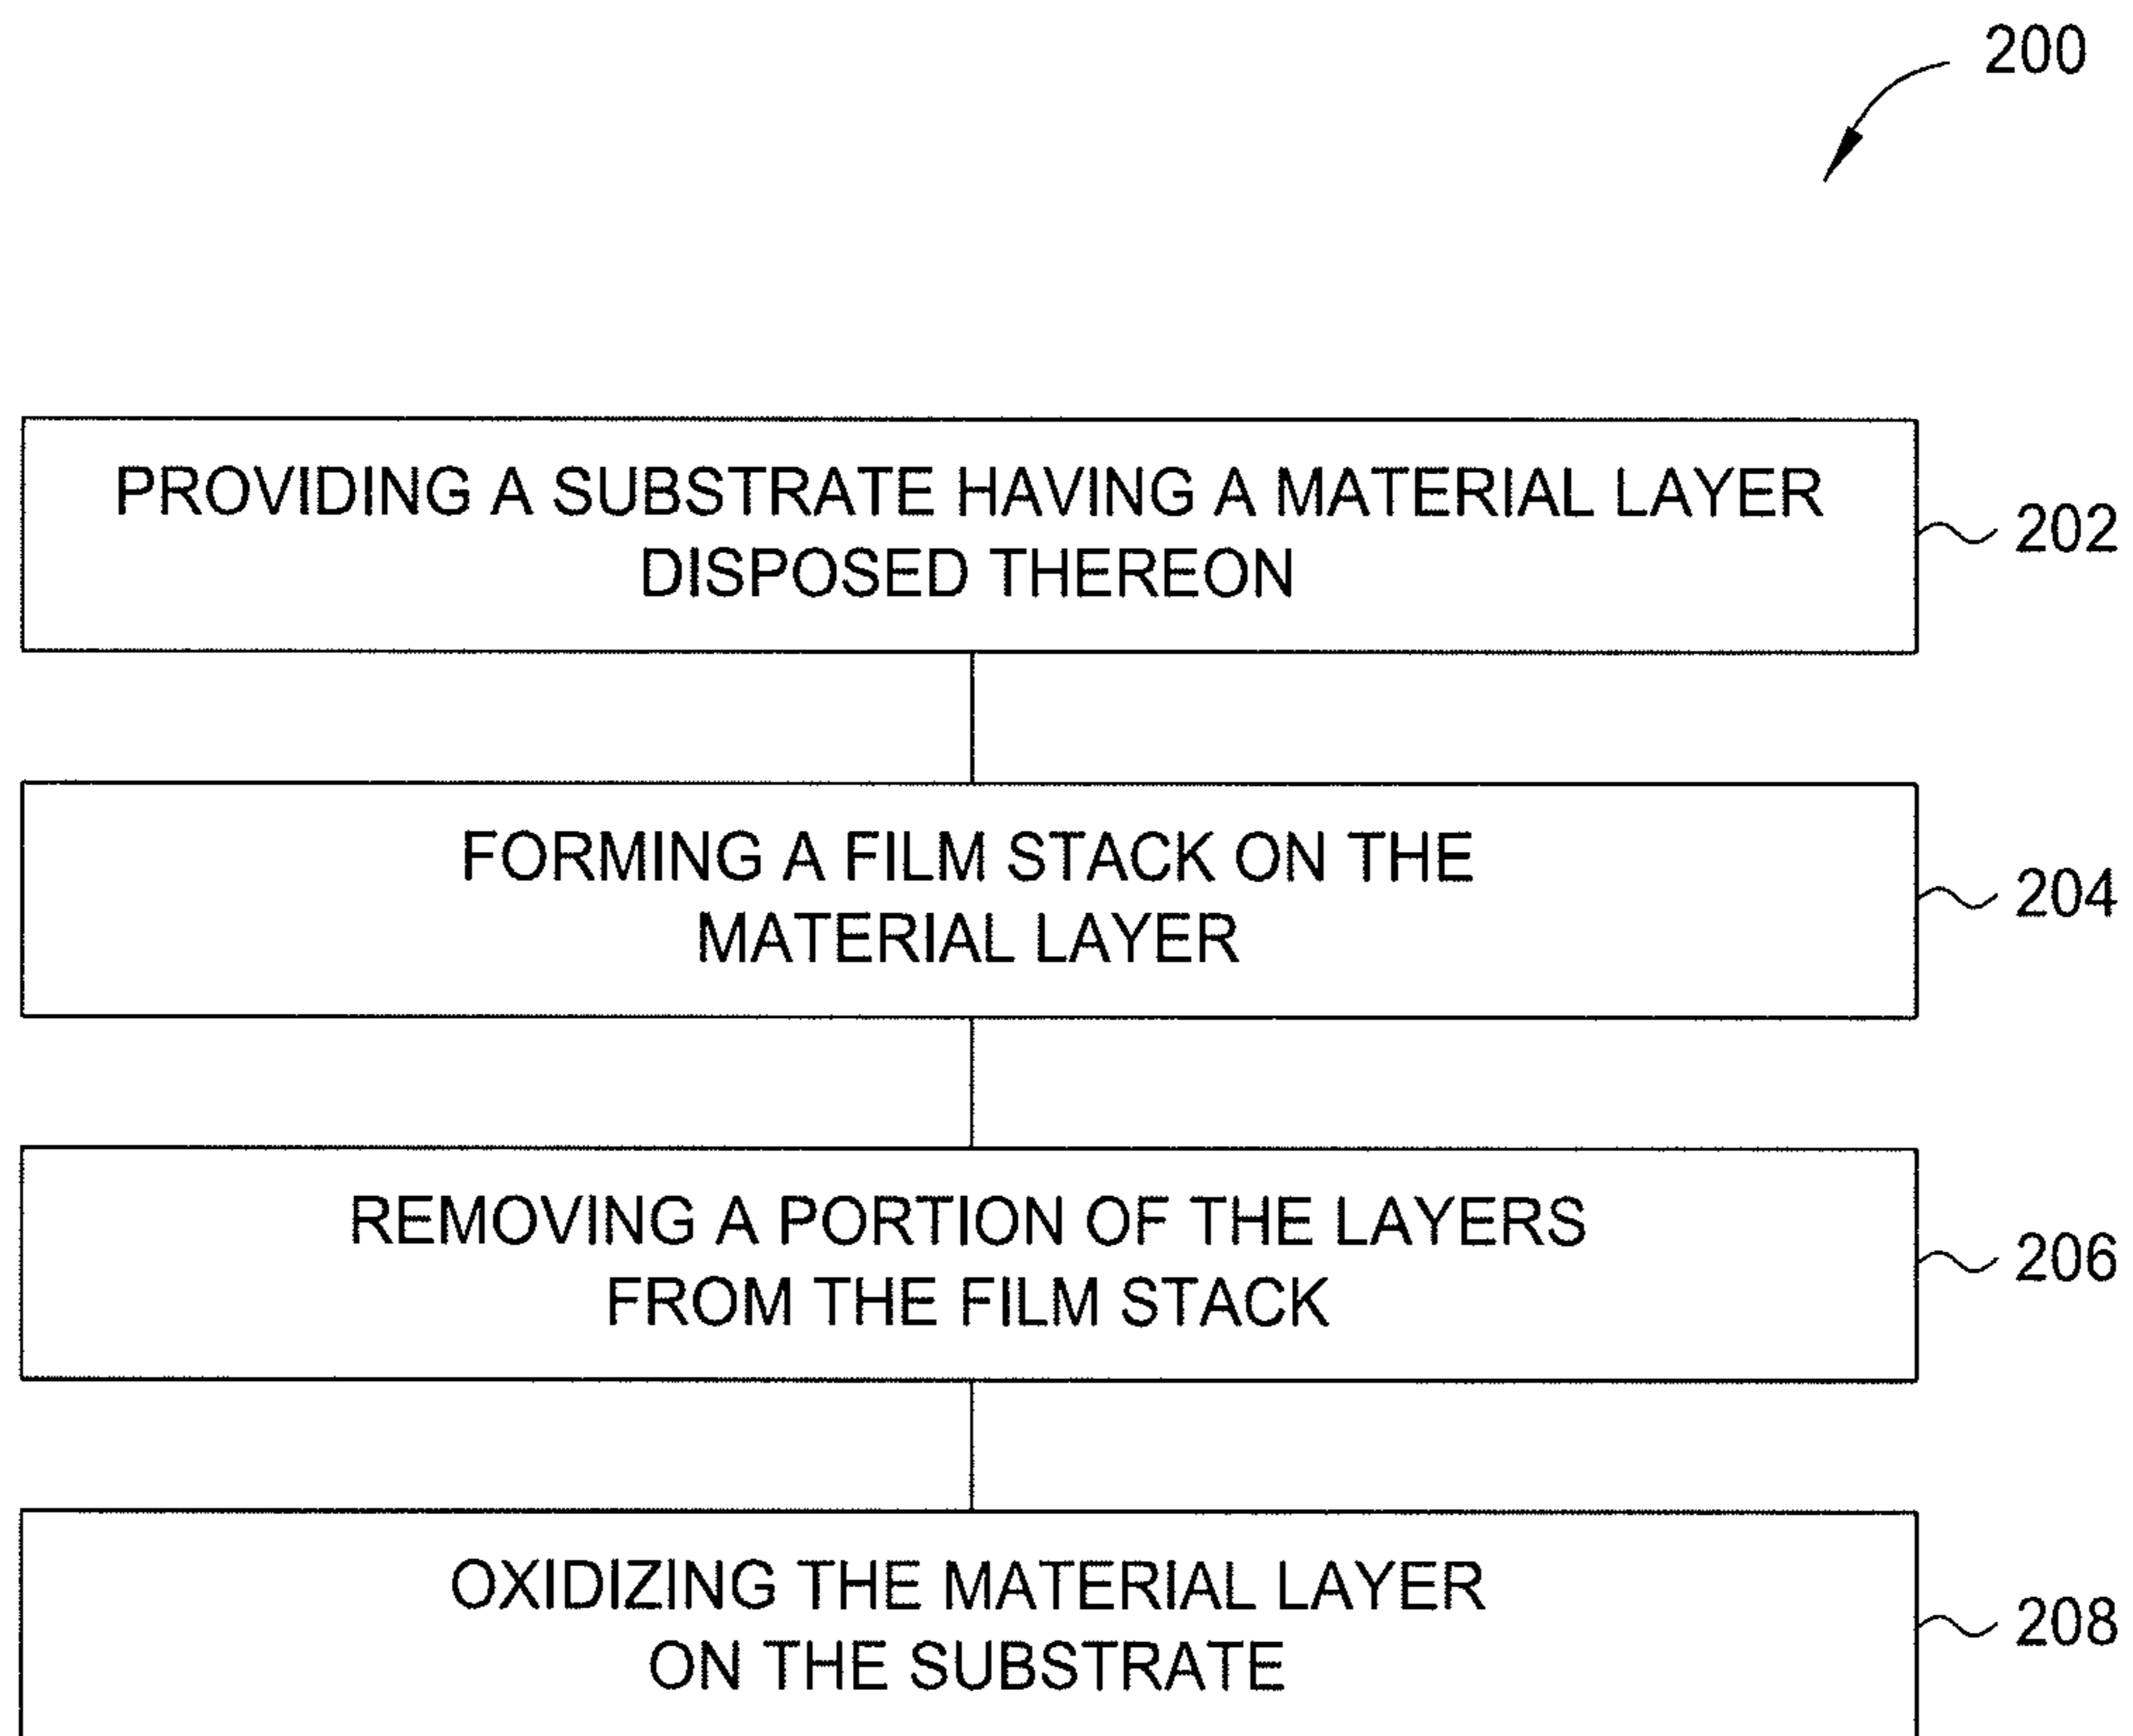 200
PROVIDING A SUBSTRATE HAVING A MATERIAL LAYER
DISPOSED THEREON
202
FORMING A FILM STACK ON THE
MATERIAL LAYER
204
REMOVING A PORTION OF THE LAYERS
FROM THE FILM STACK
206
OXIDIZING THE MATERIAL LAYER
ON THE SUBSTRATE
208